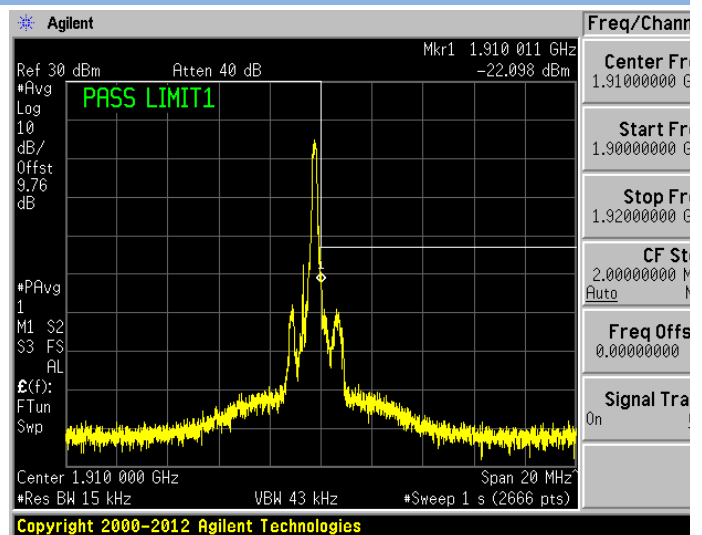 Agilent
Freq/Chann
Mkr1 1.910 011 GHz
Ref 30 dBm Atten 40 dB -22.098 dBm
#Avg
Log
10
dB/
Offst
9.76
dB
PASS LIMIT1
1
#PAvg
1
M1 S2
S3 FS
AL
£(f):
FTun
Swp
Center 1.910 000 GHz Span 20 MHz
#Res BW 15 kHz VBW 43 kHz #Sweep 1 s (2666 pts)
Copyright 2000-2012 Agilent Technologies
Center Fr
1.91000000 G
Start Fr
1.90000000 G
Stop Fr
1.92000000 G
CF St
2.00000000 M
Auto
Freq Offs
0.00000000
Signal Tra
On